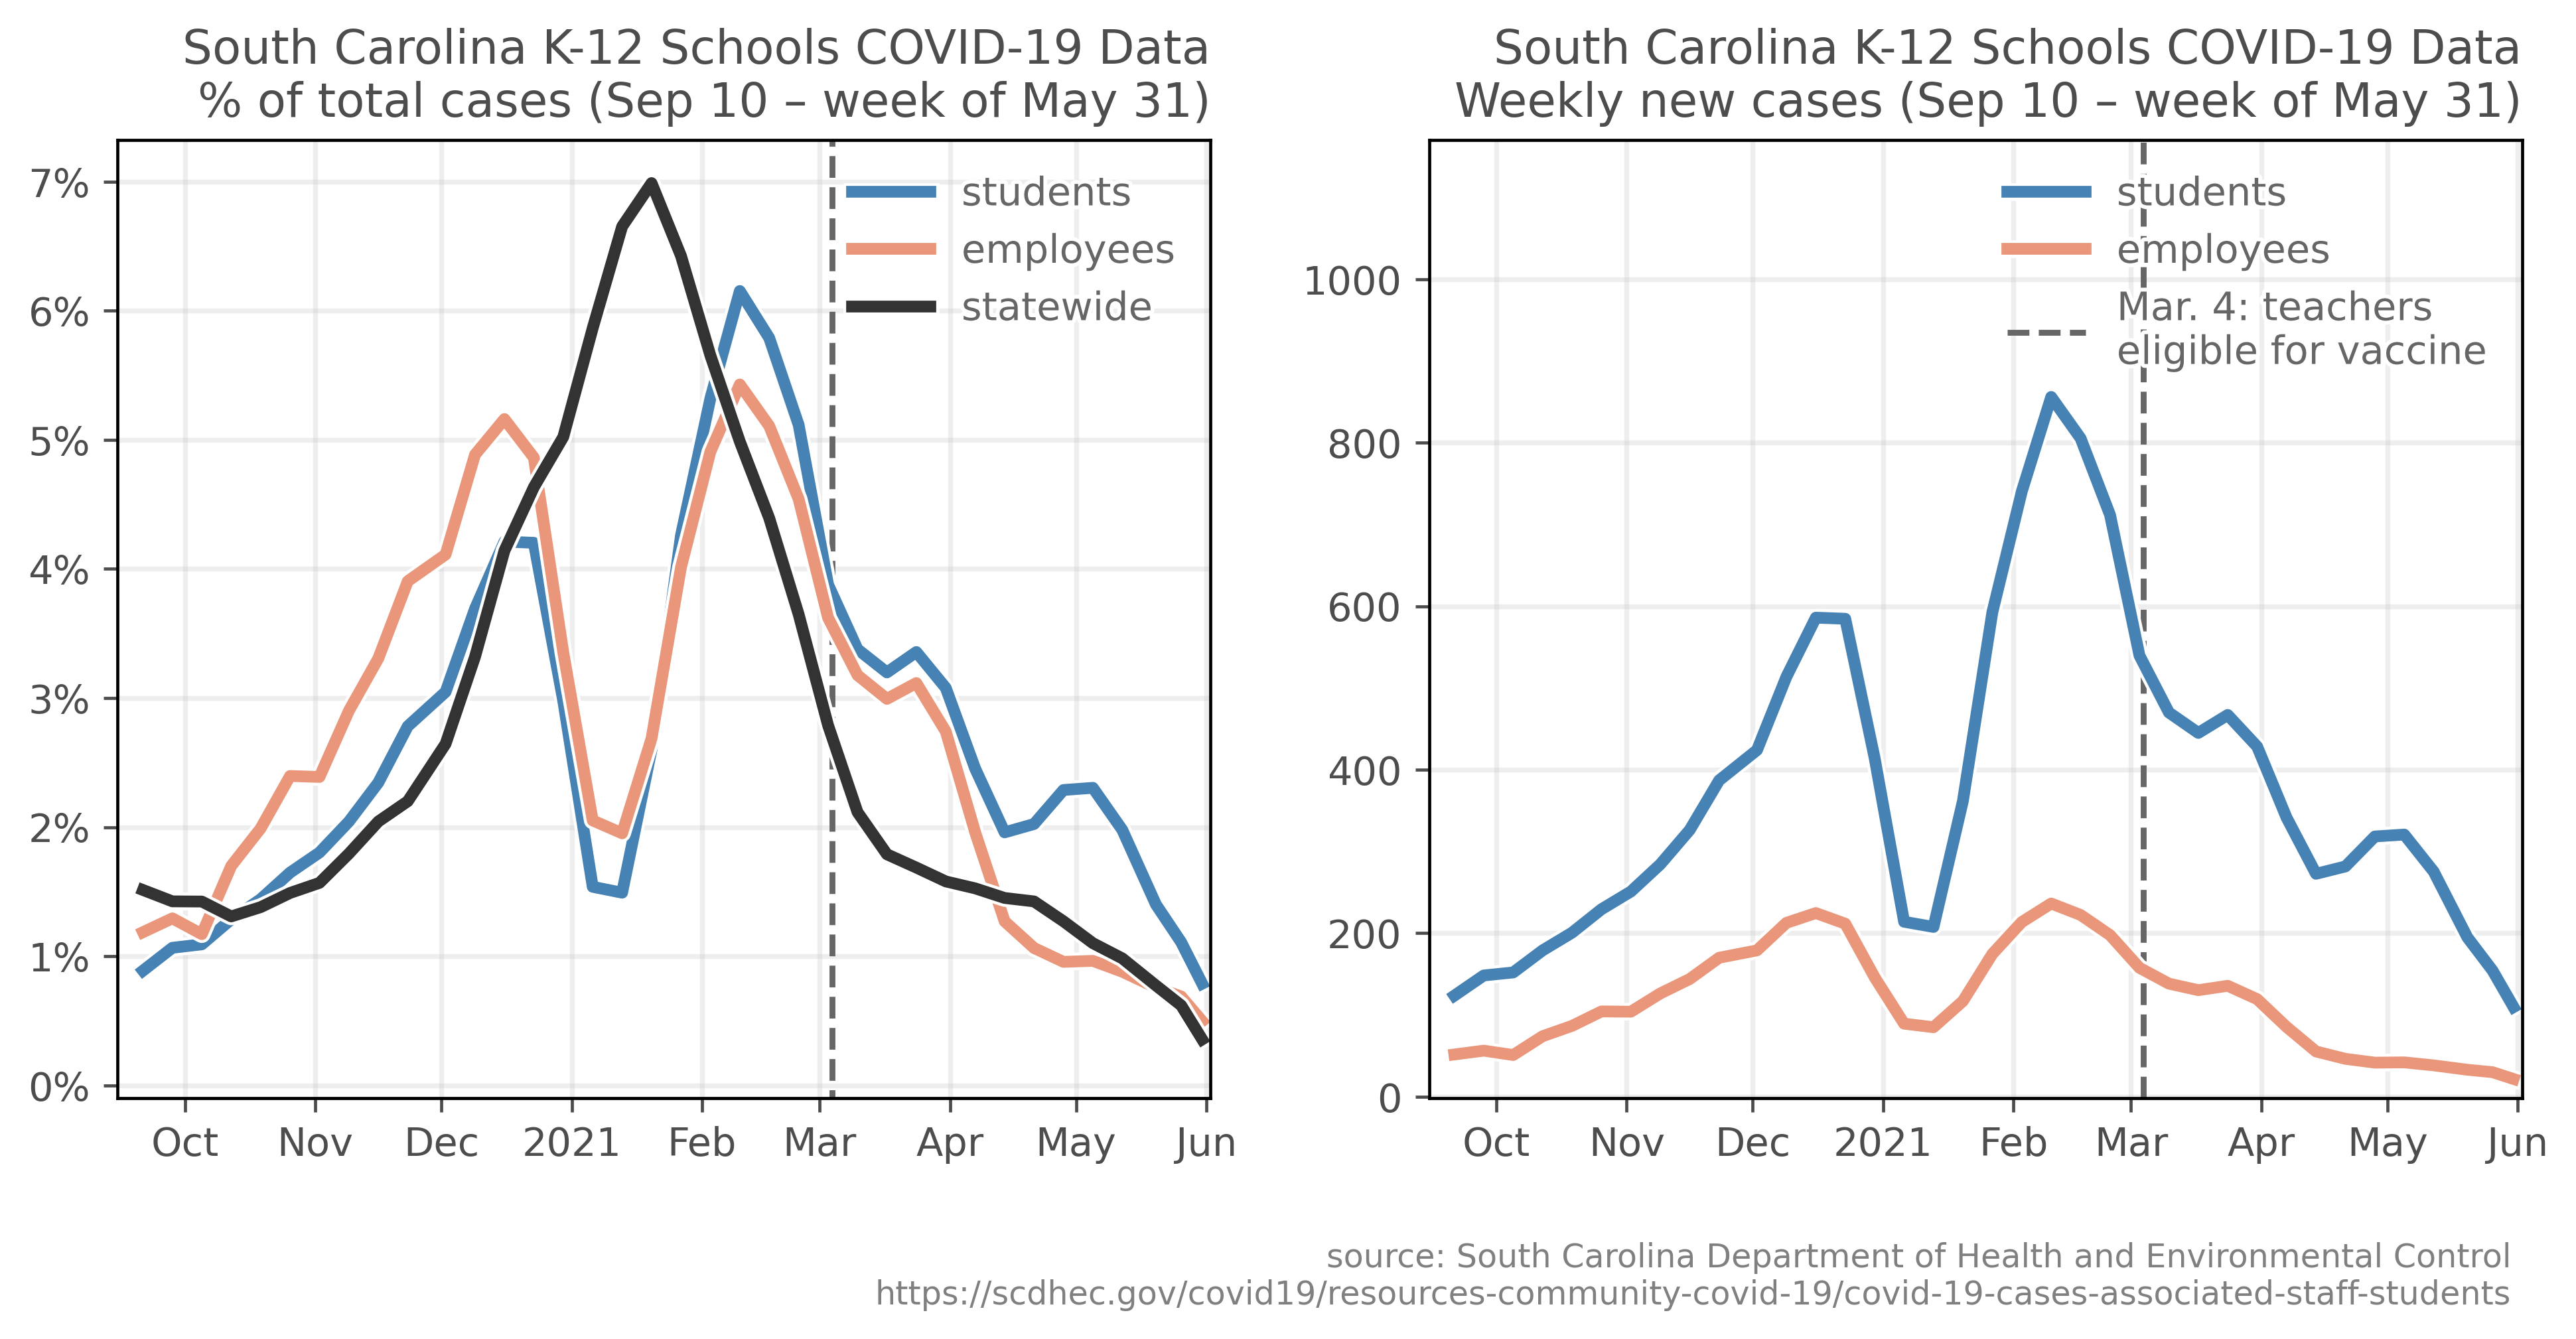 South Carolina K-12 Schools COVID-19 Data
% of total cases (Sep 10 – week of May 31)
7%
6%
5%
4%
3%
2%
1%
0%
students
employees
statewide
Oct Nov Dec 2021 Feb Mar Apr May Jun
South Carolina K-12 Schools COVID-19 Data
Weekly new cases (Sep 10 – week of May 31)
1000
800
600
400
200
0
students
employees
Mar. 4: teachers
eligible for vaccine
Oct Nov Dec 2021 Feb Mar Apr May Jun
source: South Carolina Department of Health and Environmental Control
https://scdhec.gov/covid19/resources-community-covid-19/covid-19-cases-associated-staff-students